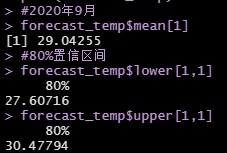 > #2020年9月
> forecast_temp$mean[1]
[1] 29.04255
> #80%置信区间
> forecast_temp$lower[1,1]
80%
27.60716
> forecast_temp$upper[1,1]
80%
30.47794